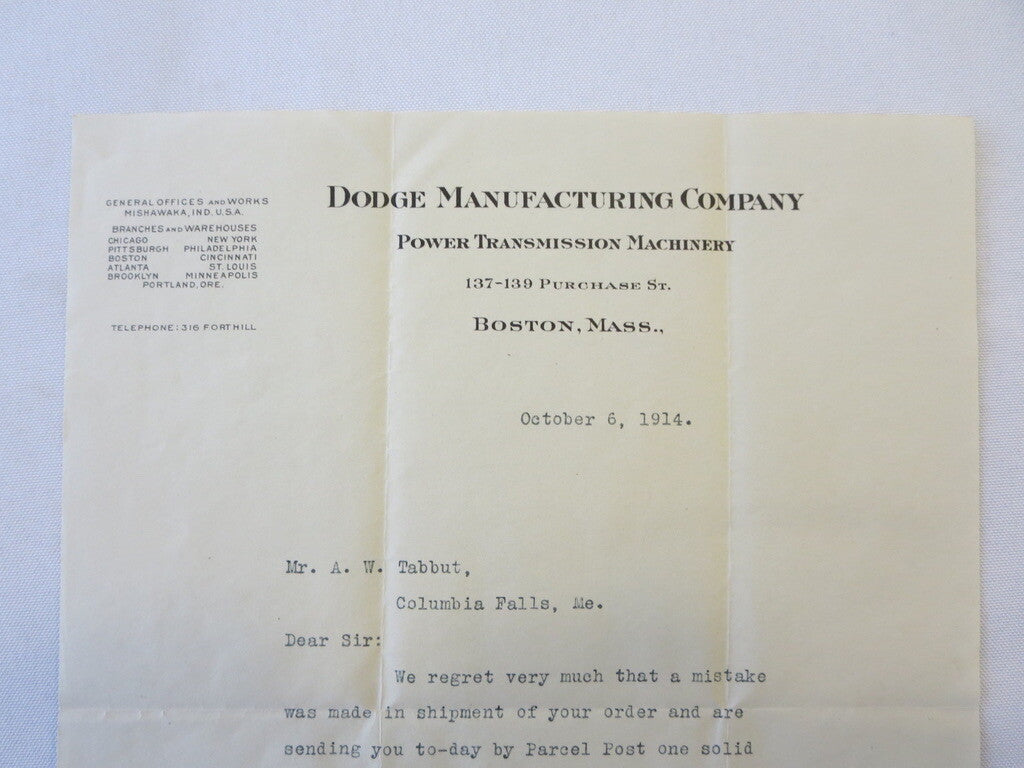 DODGE MANUFACTURING COMPANY
POWER TRANSMISSION MACHINERY
137-139 PURCHASE ST.
BOSTON, MASS.,
GENERAL OFFICES AND WORKS
MISHAWAKA, IND. U.S.A.
BRANCHES AND WAREHOUSES
CHICAGO NEW YORK
PITTSBURGH PHILADELPHIA
BOSTON CINCINNATI
ATLANTA ST. LOUIS
BROOKLYN MINNEAPOLIS
PORTLAND, ORE.
TELEPHONE: 316 FORT HILL
October 6, 1914.
Mr. A. W. Tabbut,
Columbia Falls, Me.
Dear Sir:
We regret very much that a mistake
was made in shipment of your order and are
sending you to-day by Parcel Post one solid